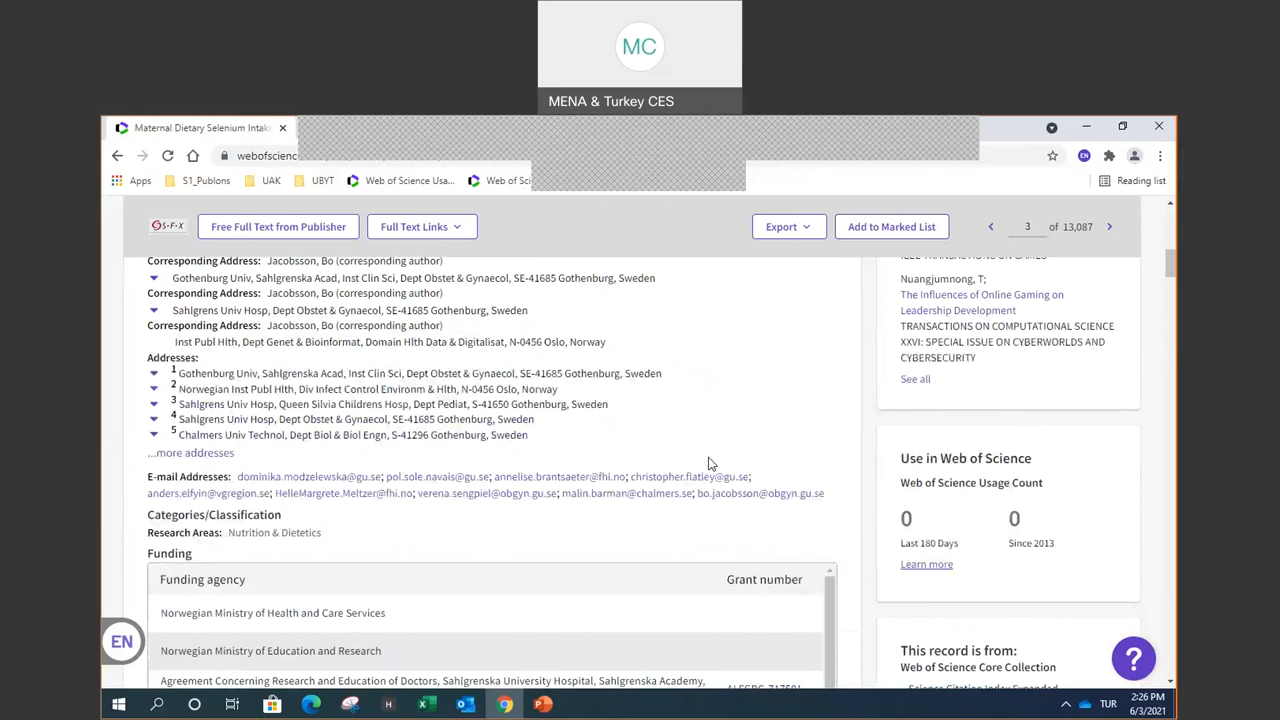 MC
MENA & Turkey CES
Maternal Dietary Selenium Intak
webofscienc
Apps
S1_Publons
UAK
UBYT
Web of Science Usa...
Web of Sci
Reading list
S·F·X
Free Full Text from Publisher
Full Text Links
Export
Add to Marked List
3 of 13,087
Corresponding Address: Jacobsson, Bo (corresponding author)
Gothenburg Univ, Sahlgrenska Acad, Inst Clin Sci, Dept Obstet & Gynaecol, SE-41685 Gothenburg, Sweden
Corresponding Address: Jacobsson, Bo (corresponding author)
Sahlgrens Univ Hosp, Dept Obstet & Gynaecol, SE-41685 Gothenburg, Sweden
Corresponding Address: Jacobsson, Bo (corresponding author)
Inst Publ Hlth, Dept Genet & Bioinformat, Domain Hlth Data & Digitalisat, N-0456 Oslo, Norway
Addresses:
1 Gothenburg Univ, Sahlgrenska Acad, Inst Clin Sci, Dept Obstet & Gynaecol, SE-41685 Gothenburg, Sweden
2 Norwegian Inst Publ Hlth, Div Infect Control Environm & Hlth, N-0456 Oslo, Norway
3 Sahlgrens Univ Hosp, Queen Silvia Childrens Hosp, Dept Pediat, S-41650 Gothenburg, Sweden
4 Sahlgrens Univ Hosp, Dept Obstet & Gynaecol, SE-41685 Gothenburg, Sweden
5 Chalmers Univ Technol, Dept Biol & Biol Engn, S-41296 Gothenburg, Sweden
...more addresses
E-mail Addresses: dominika.modzelewska@gu.se; pol.sole.navais@gu.se; annelise.brantsaeter@fhi.no; christopher.flatley@gu.se;
anders.elfyin@vgregion.se; HelleMargrete.Meltzer@fhi.no; verena.sengpiel@obgyn.gu.se; malin.barman@chalmers.se; bo.jacobsson@obgyn.gu.se
Categories/Classification
Research Areas: Nutrition & Dietetics
Funding
Funding agency Grant number
Norwegian Ministry of Health and Care Services
Norwegian Ministry of Education and Research
Agreement Concerning Research and Education of Doctors, Sahlgrenska University Hospital, Sahlgrenska Academy,
ALFGBG-717501
IEEE TRANSACTIONS ON GAMES
Nuangjumnong, T;
The Influences of Online Gaming on
Leadership Development
TRANSACTIONS ON COMPUTATIONAL SCIENCE
XXVI: SPECIAL ISSUE ON CYBERWORLDS AND
CYBERSECURITY
See all
Use in Web of Science
Web of Science Usage Count
0 0
Last 180 Days Since 2013
Learn more
This record is from:
Web of Science Core Collection
Science Citation Index Expanded
EN
?
TUR
2:26 PM
6/3/2021